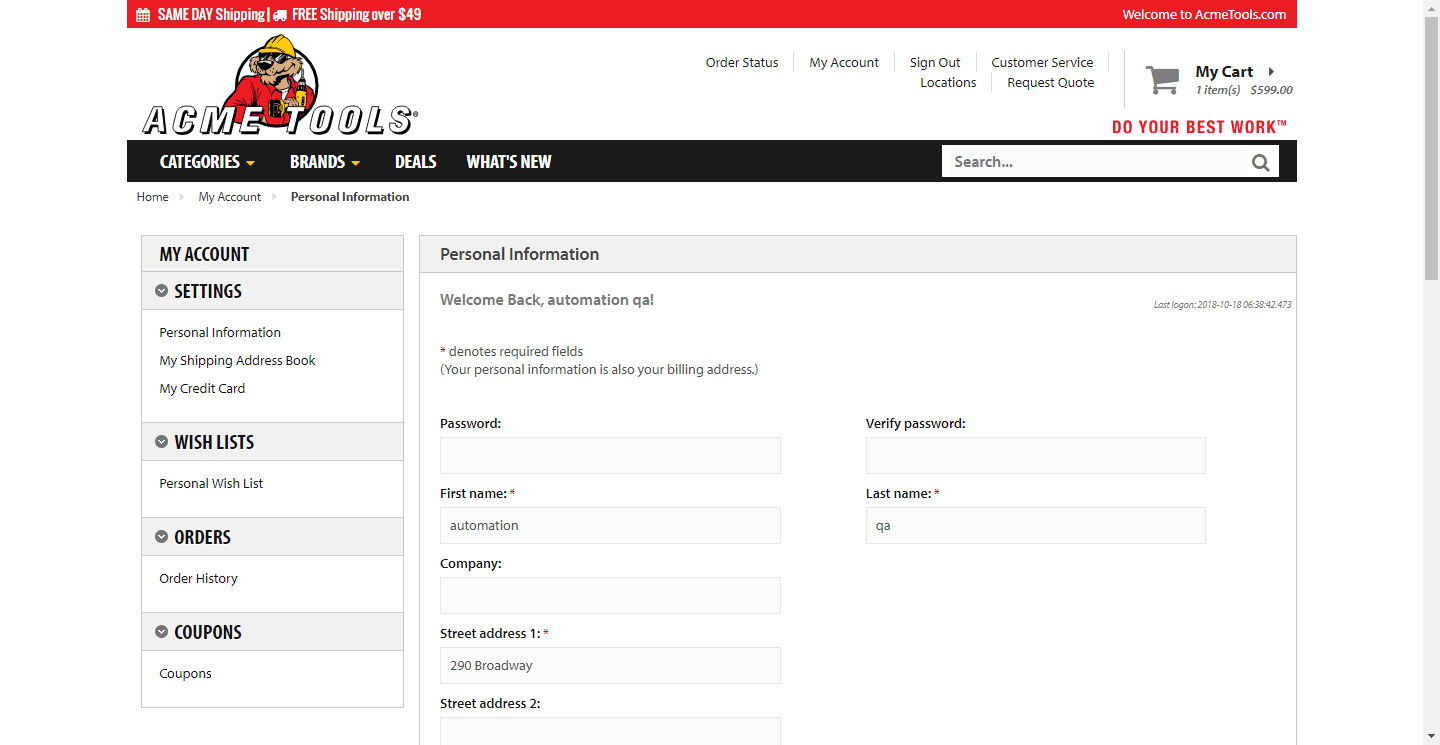 SAME DAY Shipping | FREE Shipping over $49
Welcome to AcmeTools.com
ACME TOOLS®
Order Status
My Account
Sign Out
Customer Service
Locations
Request Quote
My Cart
1 item(s) $599.00
DO YOUR BEST WORK™
CATEGORIES
BRANDS
DEALS
WHAT'S NEW
Search...
Home
My Account
Personal Information
MY ACCOUNT
SETTINGS
Personal Information
My Shipping Address Book
My Credit Card
WISH LISTS
Personal Wish List
ORDERS
Order History
COUPONS
Coupons
Personal Information
Welcome Back, automation qa!
Last logon: 2018-10-18 06:38:42.473
* denotes required fields
(Your personal information is also your billing address.)
Password:
Verify password:
First name: *
Last name: *
automation
qa
Company:
Street address 1: *
290 Broadway
Street address 2: